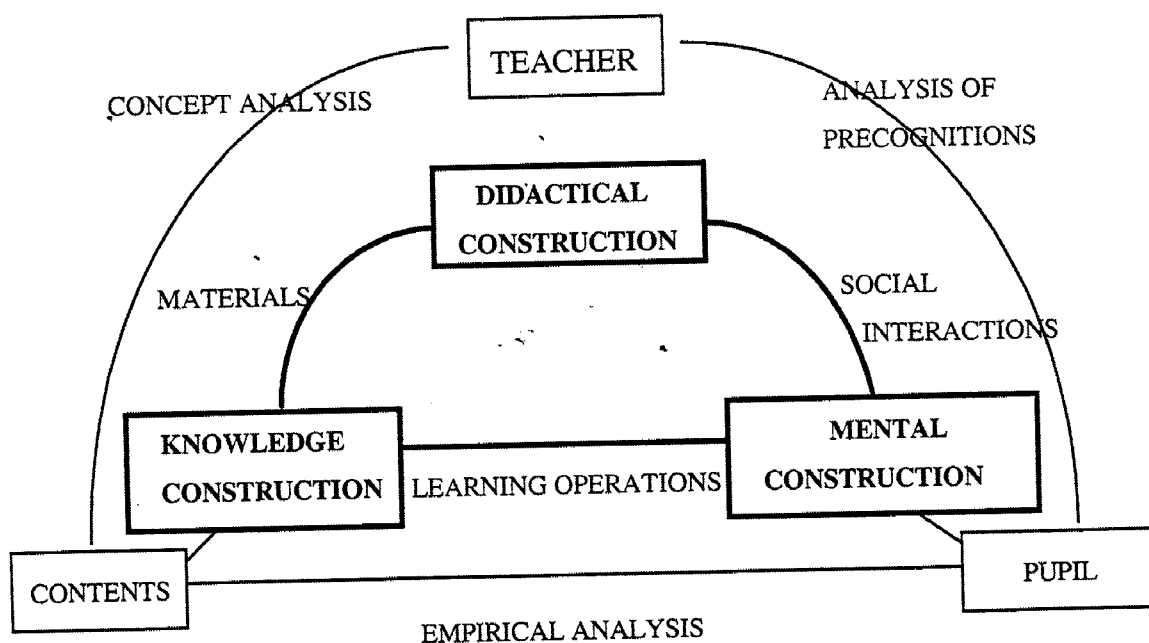 TEACHER
CONCEPT ANALYSIS
ANALYSIS OF
PRECOGNITIONS
DIDACTICAL
CONSTRUCTION
MATERIALS
SOCIAL
INTERACTIONS
KNOWLEDGE
CONSTRUCTION
LEARNING OPERATIONS
MENTAL
CONSTRUCTION
CONTENTS
PUPIL
EMPIRICAL ANALYSIS